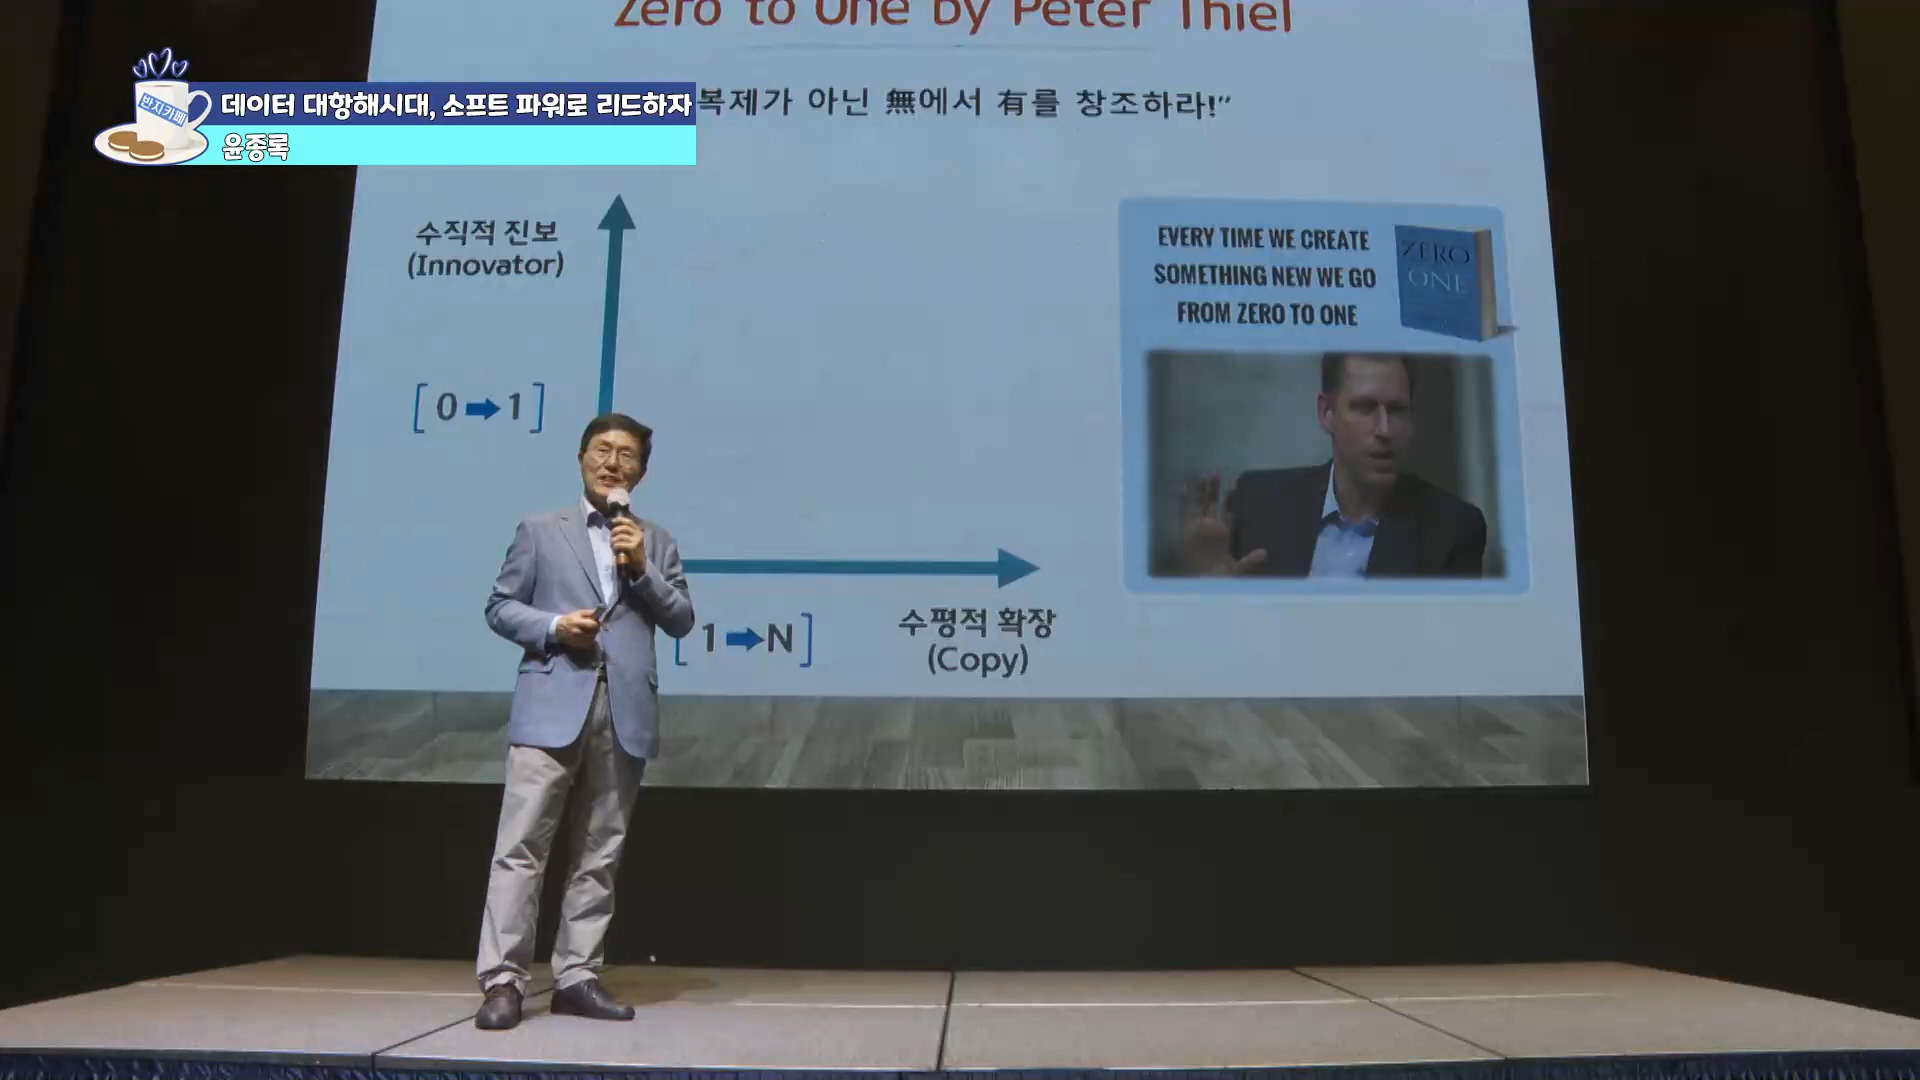 Zero to One by Peter Thiel
반지카페
데이터 대항해시대, 소프트 파워로 리드하자
윤종록
복제가 아닌 無에서 有를 창조하라!”
수직적 진보
(Innovator)
[ 0 → 1 ]
[ 1 → N ]
수평적 확장
(Copy)
EVERY TIME WE CREATE
SOMETHING NEW WE GO
FROM ZERO TO ONE
ZERO
ONE